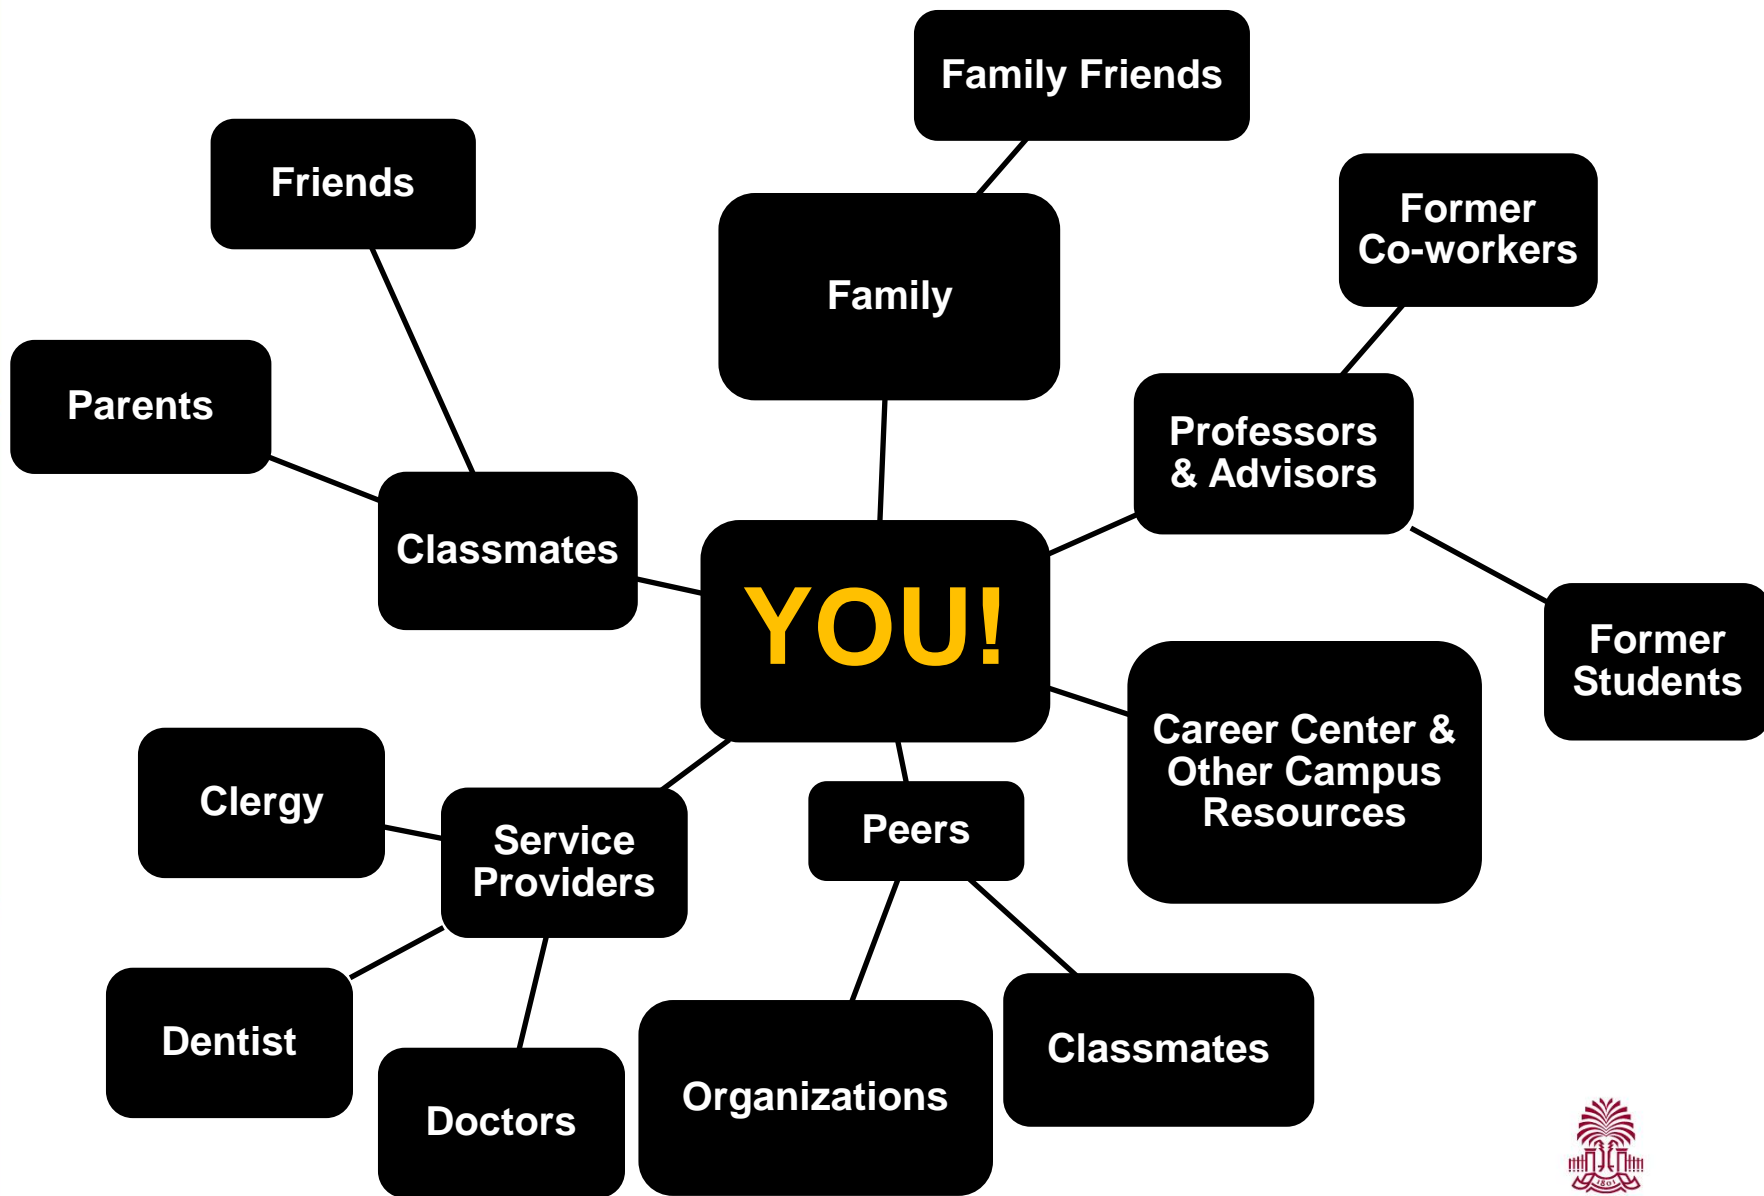 Family Friends
Friends
Former
Co-workers
Family
Parents
Professors
& Advisors
Classmates
YOU!
Former
Students
Career Center &
Other Campus
Resources
Clergy
Service
Providers
Peers
Dentist
Doctors
Organizations
Classmates
1801